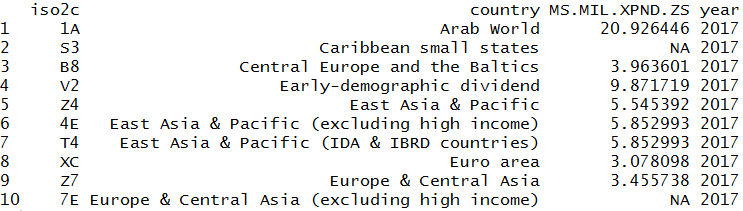 iso2c country MS.MIL.XPND.ZS year
1 1A Arab World 20.926446 2017
2 S3 Caribbean small states NA 2017
3 B8 Central Europe and the Baltics 3.963601 2017
4 V2 Early-demographic dividend 9.871719 2017
5 Z4 East Asia & Pacific 5.545392 2017
6 4E East Asia & Pacific (excluding high income) 5.852993 2017
7 T4 East Asia & Pacific (IDA & IBRD countries) 5.852993 2017
8 XC Euro area 3.078098 2017
9 Z7 Europe & Central Asia 3.455738 2017
10 7E Europe & Central Asia (excluding high income) NA 2017